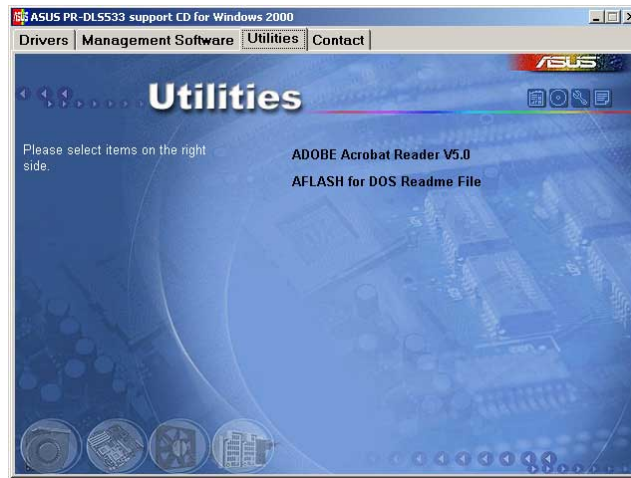 ASUS PR-DLS533 support CD for Windows 2000
Drivers Management Software Utilities Contact
/SUS
Utilities
Please select items on the right
side.
ADOBE Acrobat Reader V5.0
AFLASH for DOS Readme File